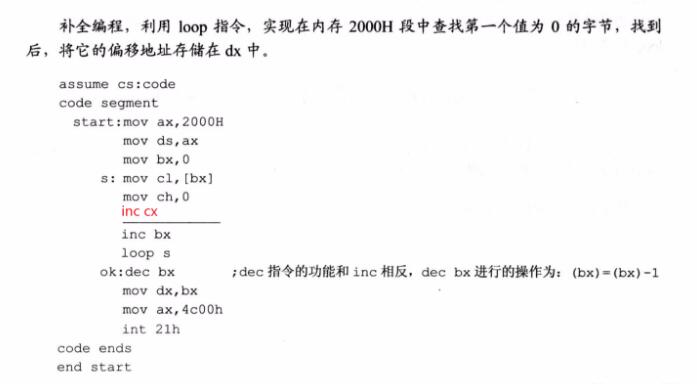 补全编程，利用 loop 指令，实现在内存 2000H 段中查找第一个值为 0 的字节，找到
后，将它的偏移地址存储在 dx 中。
assume cs:code
code segment
start:mov ax,2000H
mov ds,ax
mov bx,0
s: mov cl,[bx]
mov ch,0
inc cx
inc bx
loop s
ok:dec bx ;dec 指令的功能和 inc 相反，dec bx 进行的操作为：(bx)=(bx)-1
mov dx,bx
mov ax,4c00h
int 21h
code ends
end start